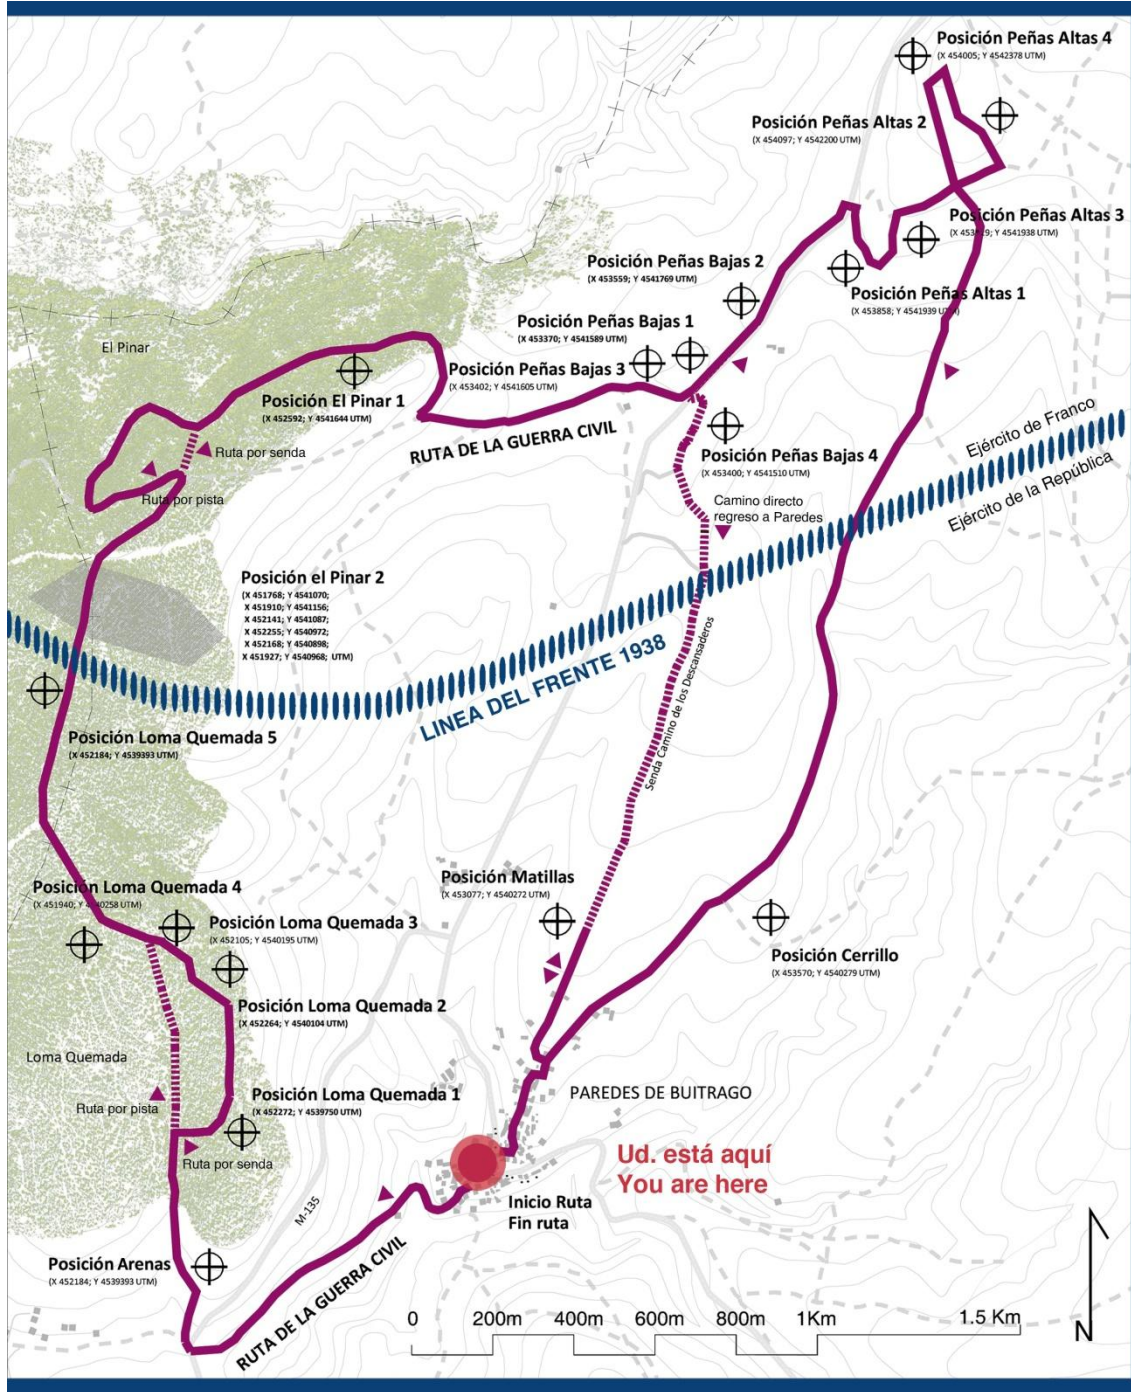 Posición Peñas Altas 4
(X 454005; Y 4542378 UTM)
Posición Peñas Altas 2
(X 454097; Y 4542200 UTM)
Posición Peñas Altas 3
(X 453919; Y 4541938 UTM)
Posición Peñas Bajas 2
(X 453559; Y 4541769 UTM)
Posición Peñas Altas 1
(X 453858; Y 4541939 UTM)
Posición Peñas Bajas 1
(X 453370; Y 4541589 UTM)
El Pinar
Posición Peñas Bajas 3
(X 453402; Y 4541605 UTM)
Posición El Pinar 1
(X 452592; Y 4541644 UTM)
RUTA DE LA GUERRA CIVIL
Posición Peñas Bajas 4
(X 453400; Y 4541510 UTM)
Ejército de Franco
Ejército de la República
Ruta por senda
Ruta por pista
Camino directo
regreso a Paredes
Posición el Pinar 2
(X 451768; Y 4541070;
X 451910; Y 4541156;
X 452141; Y 4541087;
X 452255; Y 4540972;
X 452168; Y 4540898;
X 451927; Y 4540968; UTM)
LINEA DEL FRENTE 1938
Senda Camino de los Descansaderos
Posición Loma Quemada 5
(X 452184; Y 4539393 UTM)
Posición Matillas
(X 453077; Y 4540272 UTM)
Posición Loma Quemada 4
(X 451940; Y 4540258 UTM)
Posición Loma Quemada 3
(X 452105; Y 4540195 UTM)
Posición Cerrillo
(X 453570; Y 4540279 UTM)
Posición Loma Quemada 2
(X 452264; Y 4540104 UTM)
Loma Quemada
Posición Loma Quemada 1
(X 452272; Y 4539750 UTM)
PAREDES DE BUITRAGO
Ruta por pista
Ruta por senda
Ud. está aquí
You are here
Inicio Ruta
Fin ruta
M-135
Posición Arenas
(X 452184; Y 4539393 UTM)
RUTA DE LA GUERRA CIVIL
0 200m 400m 600m 800m 1Km 1.5 Km
N